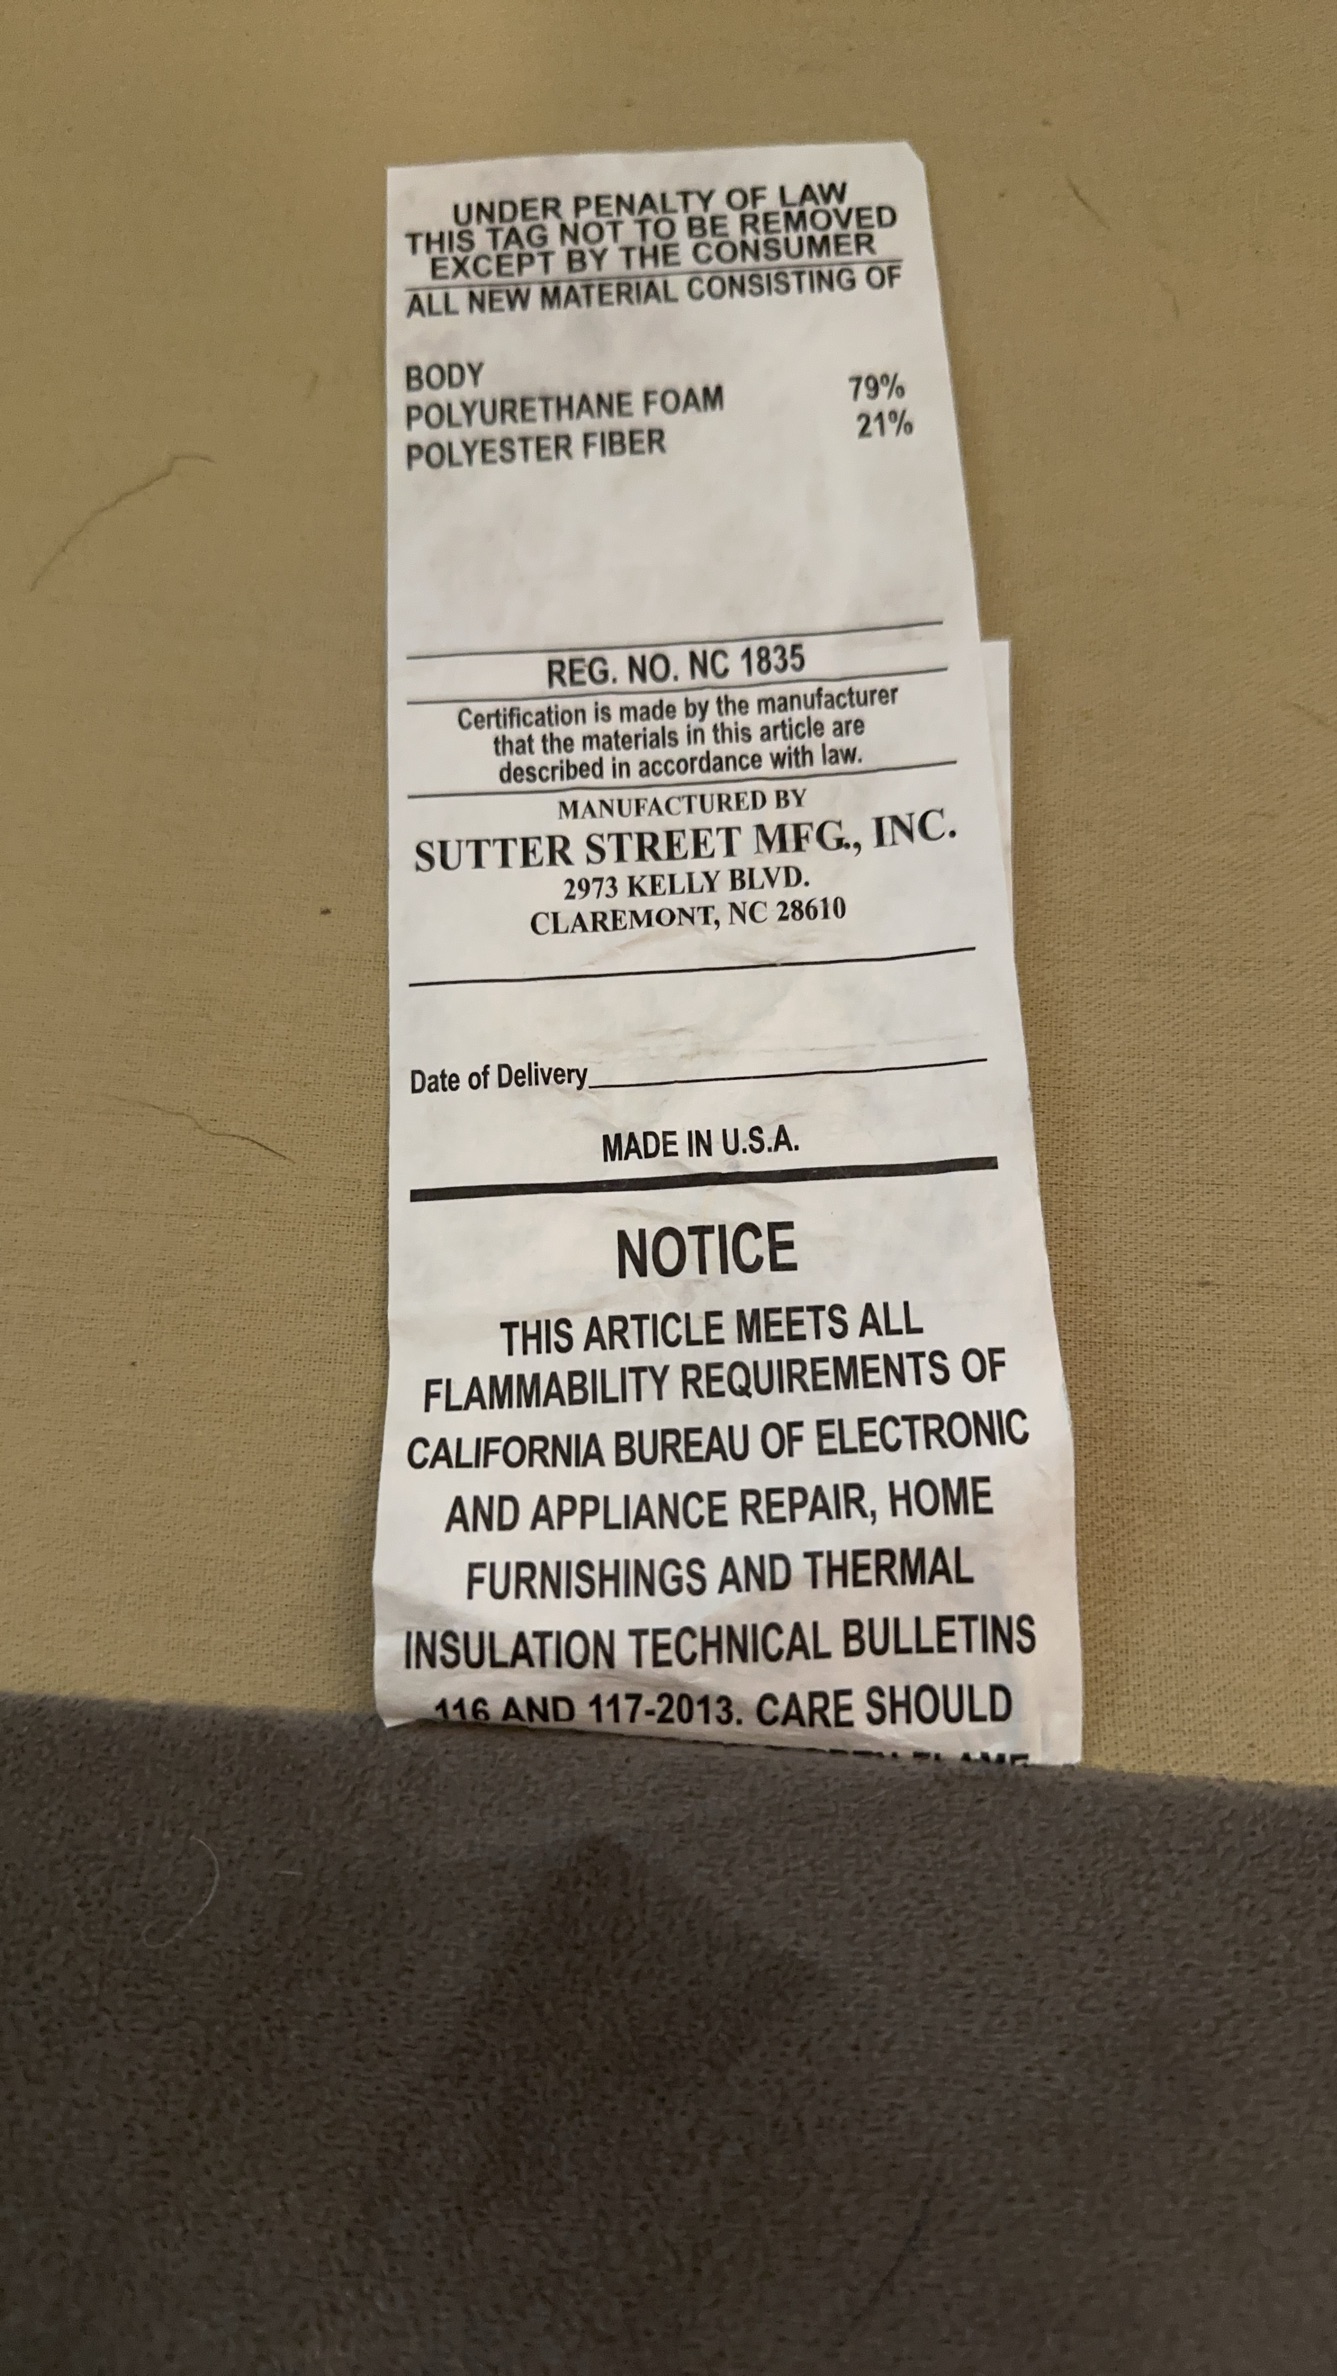 UNDER PENALTY OF LAW
THIS TAG NOT TO BE REMOVED
EXCEPT BY THE CONSUMER
ALL NEW MATERIAL CONSISTING OF
BODY
POLYURETHANE FOAM 79%
POLYESTER FIBER 21%
REG. NO. NC 1835
Certification is made by the manufacturer
that the materials in this article are
described in accordance with law.
MANUFACTURED BY
SUTTER STREET MFG., INC.
2973 KELLY BLVD.
CLAREMONT, NC 28610
Date of Delivery
MADE IN U.S.A.
NOTICE
THIS ARTICLE MEETS ALL
FLAMMABILITY REQUIREMENTS OF
CALIFORNIA BUREAU OF ELECTRONIC
AND APPLIANCE REPAIR, HOME
FURNISHINGS AND THERMAL
INSULATION TECHNICAL BULLETINS
116 AND 117-2013. CARE SHOULD
FLAME